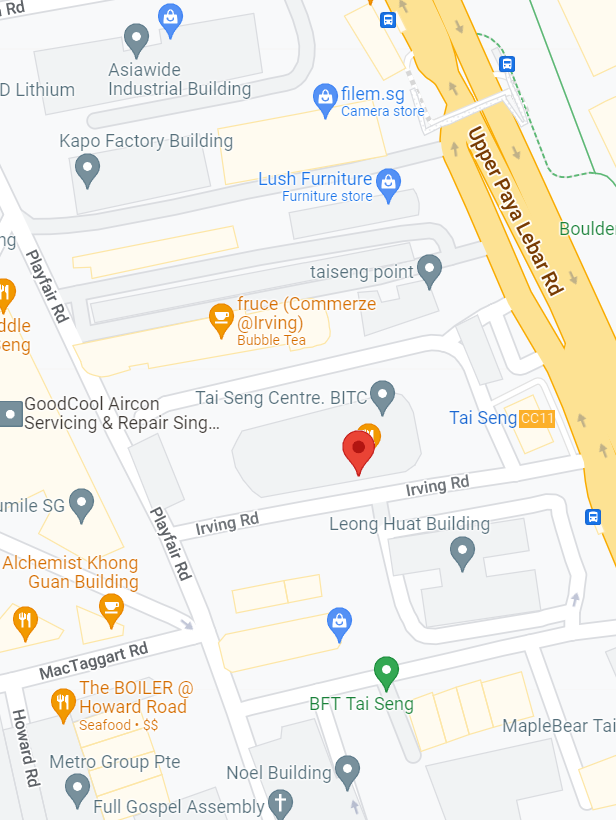 Rd
Asiawide
Industrial Building
D Lithium
filem.sg
Camera store
Kapo Factory Building
Upper Paya Lebar Rd
Lush Furniture
Furniture store
Boulde
ng
Playfair Rd
taiseng point
fruce (Commerze
@Irving)
Bubble Tea
ddle
Seng
Tai Seng Centre. BITC
GoodCool Aircon
Servicing & Repair Sing...
Tai Seng CC11
Irving Rd
umile SG
Irving Rd
Playfair Rd
Leong Huat Building
Alchemist Khong
Guan Building
MacTaggart Rd
The BOILER @
Howard Road
Seafood • $$
BFT Tai Seng
Howard Rd
MapleBear Tai
Metro Group Pte
Noel Building
Full Gospel Assembly